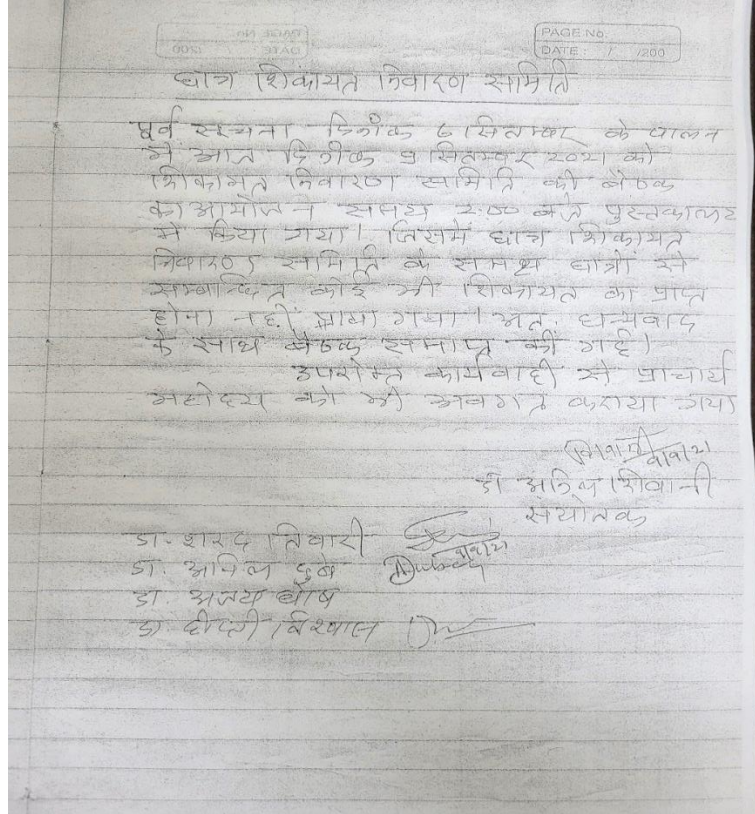 PAGE No.
DATE: / /200
छात्र शिकायत निवारण समिति
पूर्व सूचना दिनाँक 6 सितम्बर के पालन
में आज दिनाँक 9 सितम्बर 2021 को
शिकायत निवारण समिति की बैठक
का आयोजन समय 2:00 बजे पुस्तकालय
में किया गया। जिसमें छात्र शिकायत
निवारण समिति के समक्ष छात्रों से
सम्बन्धित कोई भी शिकायत का प्राप्त
होना नहीं पाया गया। अतः धन्यवाद
के साथ बैठक समाप्त की गई।
उपरोक्त कार्यवाही से प्राचार्य
महोदय को भी अवगत कराया गया
डॉ शिवानी
संयोजक
डा. शरद तिवारी
डा. अनिल दुबे
डा अजय घोष
डा दीप्ती विश्वास